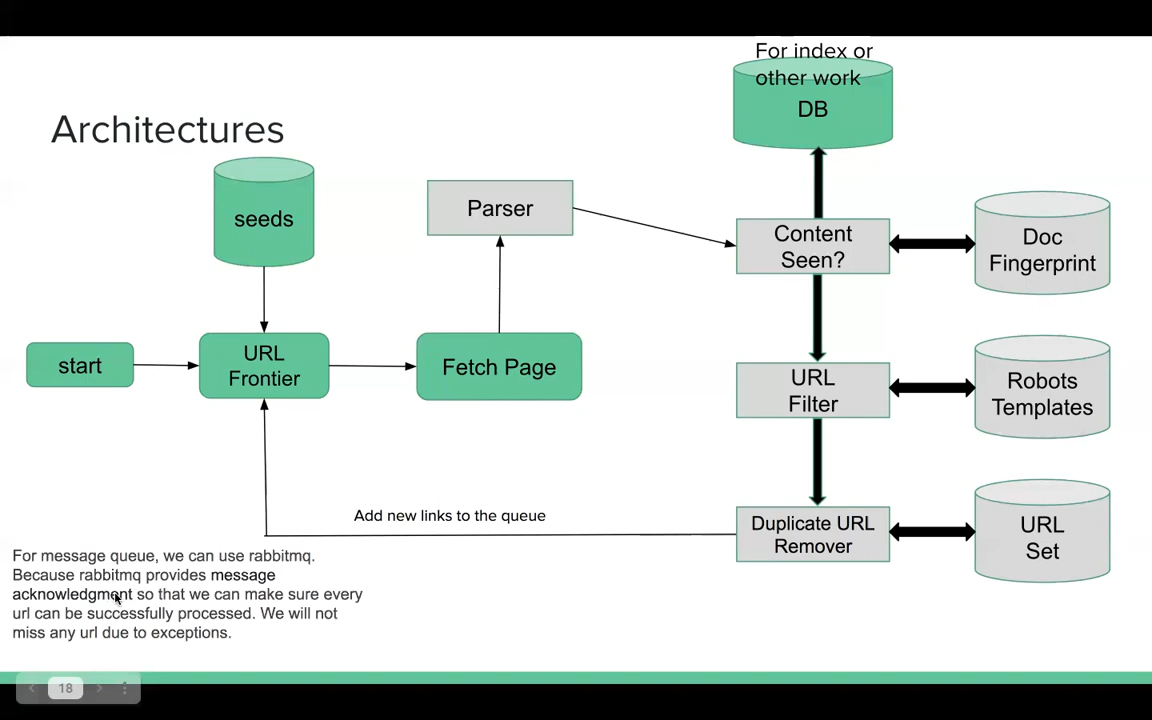 For index or
other work
DB
Architectures
seeds
Parser
Content
Seen?
Doc
Fingerprint
start
URL
Frontier
Fetch Page
URL
Filter
Robots
Templates
Add new links to the queue
Duplicate URL
Remover
URL
Set
For message queue, we can use rabbitmq.
Because rabbitmq provides message
acknowledgment so that we can make sure every
url can be successfully processed. We will not
miss any url due to exceptions.
18